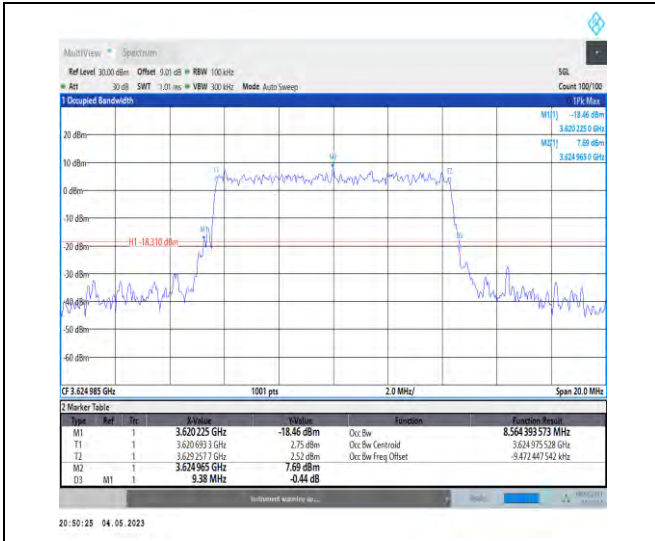 MultiView Spectrum
Ref Level 30.00 dBm Offset 9.01 dB RBW 100 kHz SGL
Att 30 dB SWT 1.01 ms VBW 300 kHz Mode Auto Sweep Count 100/100
1 Occupied Bandwidth 1Pk Max
M1[1] -18.46 dBm
3.620 225 0 GHz
20 dBm M2[1] 7.69 dBm
3.624 965 0 GHz
10 dBm
M2
T1 T2
0 dBm
-10 dBm
M1
H1 -18.310 dBm D3
-20 dBm
-30 dBm
-40 dBm
-50 dBm
-60 dBm
CF 3.624 985 GHz 1001 pts 2.0 MHz/ Span 20.0 MHz
2 Marker Table
Type Ref Trc X-Value Y-Value Function Function Result
M1 1 3.620 225 GHz -18.46 dBm Occ Bw 8.564 393 573 MHz
T1 1 3.620 693 3 GHz 2.75 dBm Occ Bw Centroid 3.624 975 528 GHz
T2 1 3.629 257 7 GHz 2.52 dBm Occ Bw Freq Offset -9.472 447 542 kHz
M2 1 3.624 965 GHz 7.69 dBm
D3 M1 1 9.38 MHz -0.44 dB
Instrument warming up...
20:50:25 04.05.2023